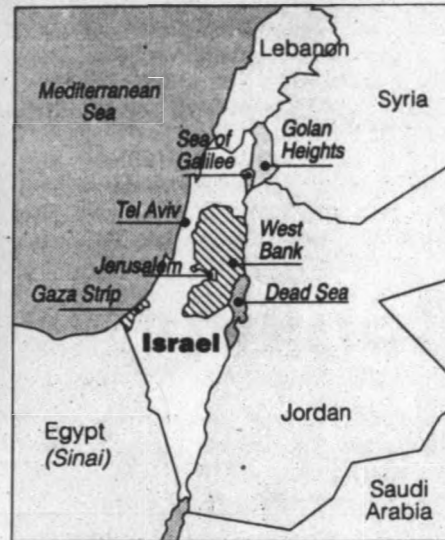 Lebanon
Mediterranean
Sea
Syria
Sea of
Galilee
Golan
Heights
Tel Aviv
West
Bank
Jerusalem
Gaza Strip
Dead Sea
Israel
Jordan
Egypt
(Sinai)
Saudi
Arabia